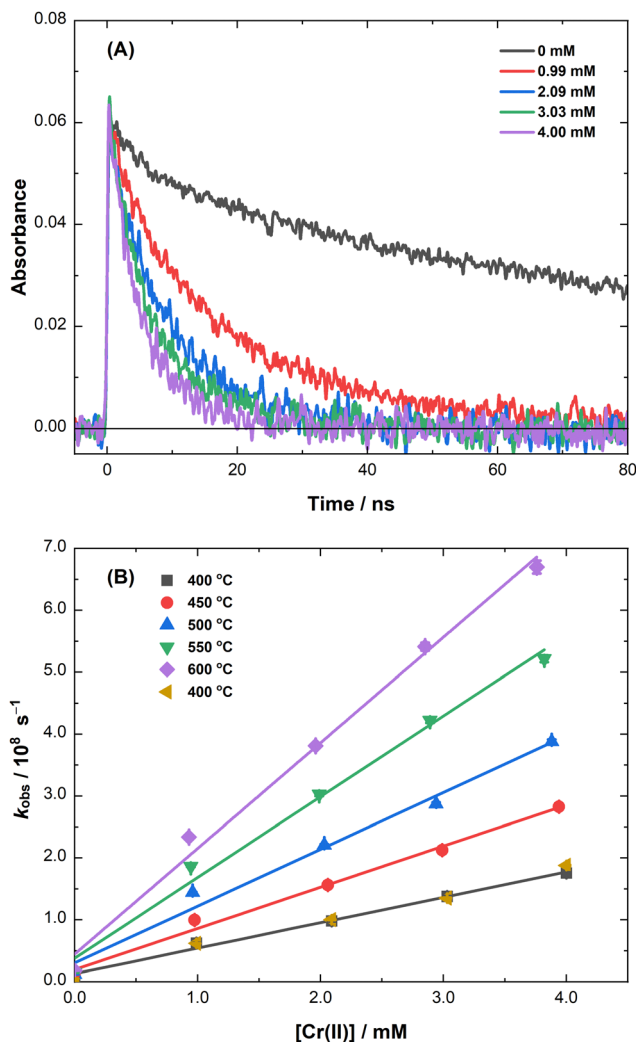 0.08
(A)
0 mM
0.99 mM
2.09 mM
3.03 mM
4.00 mM
0.06
0.04
0.02
0.00
Absorbance
0 20 40 60 80
Time / ns
7.0
(B)
400 °C
450 °C
500 °C
550 °C
600 °C
400 °C
6.0
5.0
4.0
3.0
2.0
1.0
0.0
kobs / 10⁸ s⁻¹
0.0 1.0 2.0 3.0 4.0
[Cr(II)] / mM